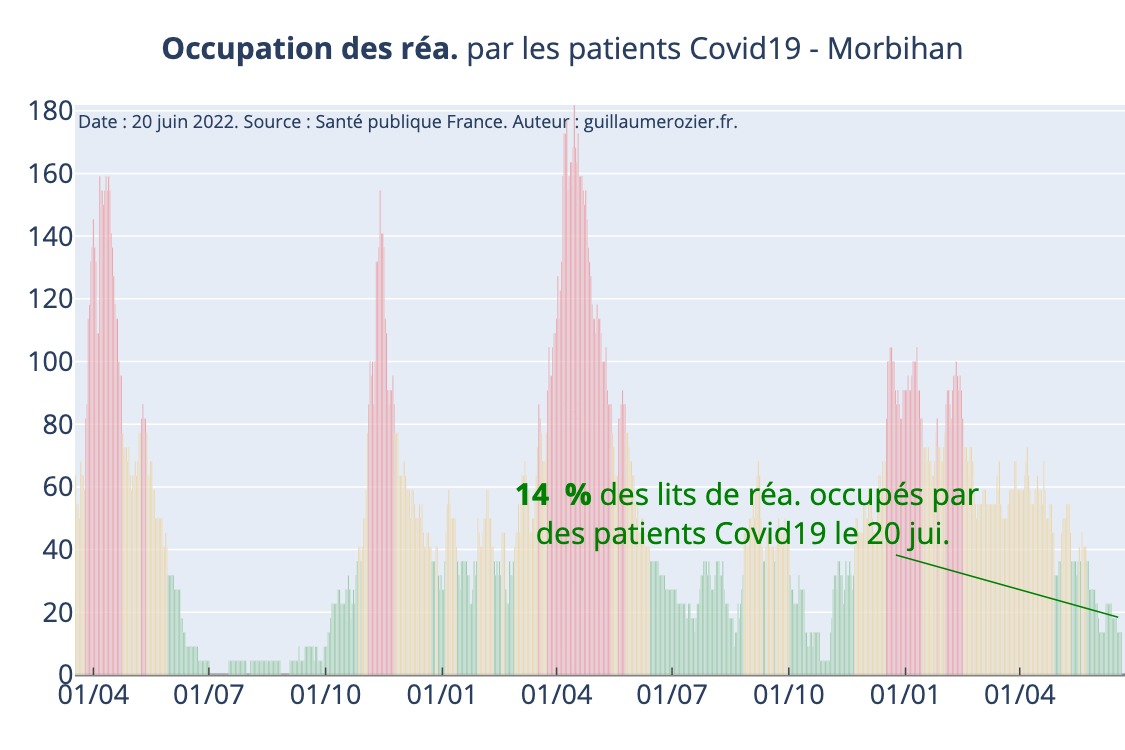 Occupation des réa. par les patients Covid19 - Morbihan
180
Date : 20 juin 2022. Source : Santé publique France. Auteur : guillaumerozier.fr.
160
140
120
100
80
60
14 % des lits de réa. occupés par
des patients Covid19 le 20 jui.
40
20
0
01/04 01/07 01/10 01/01 01/04 01/07 01/10 01/01 01/04